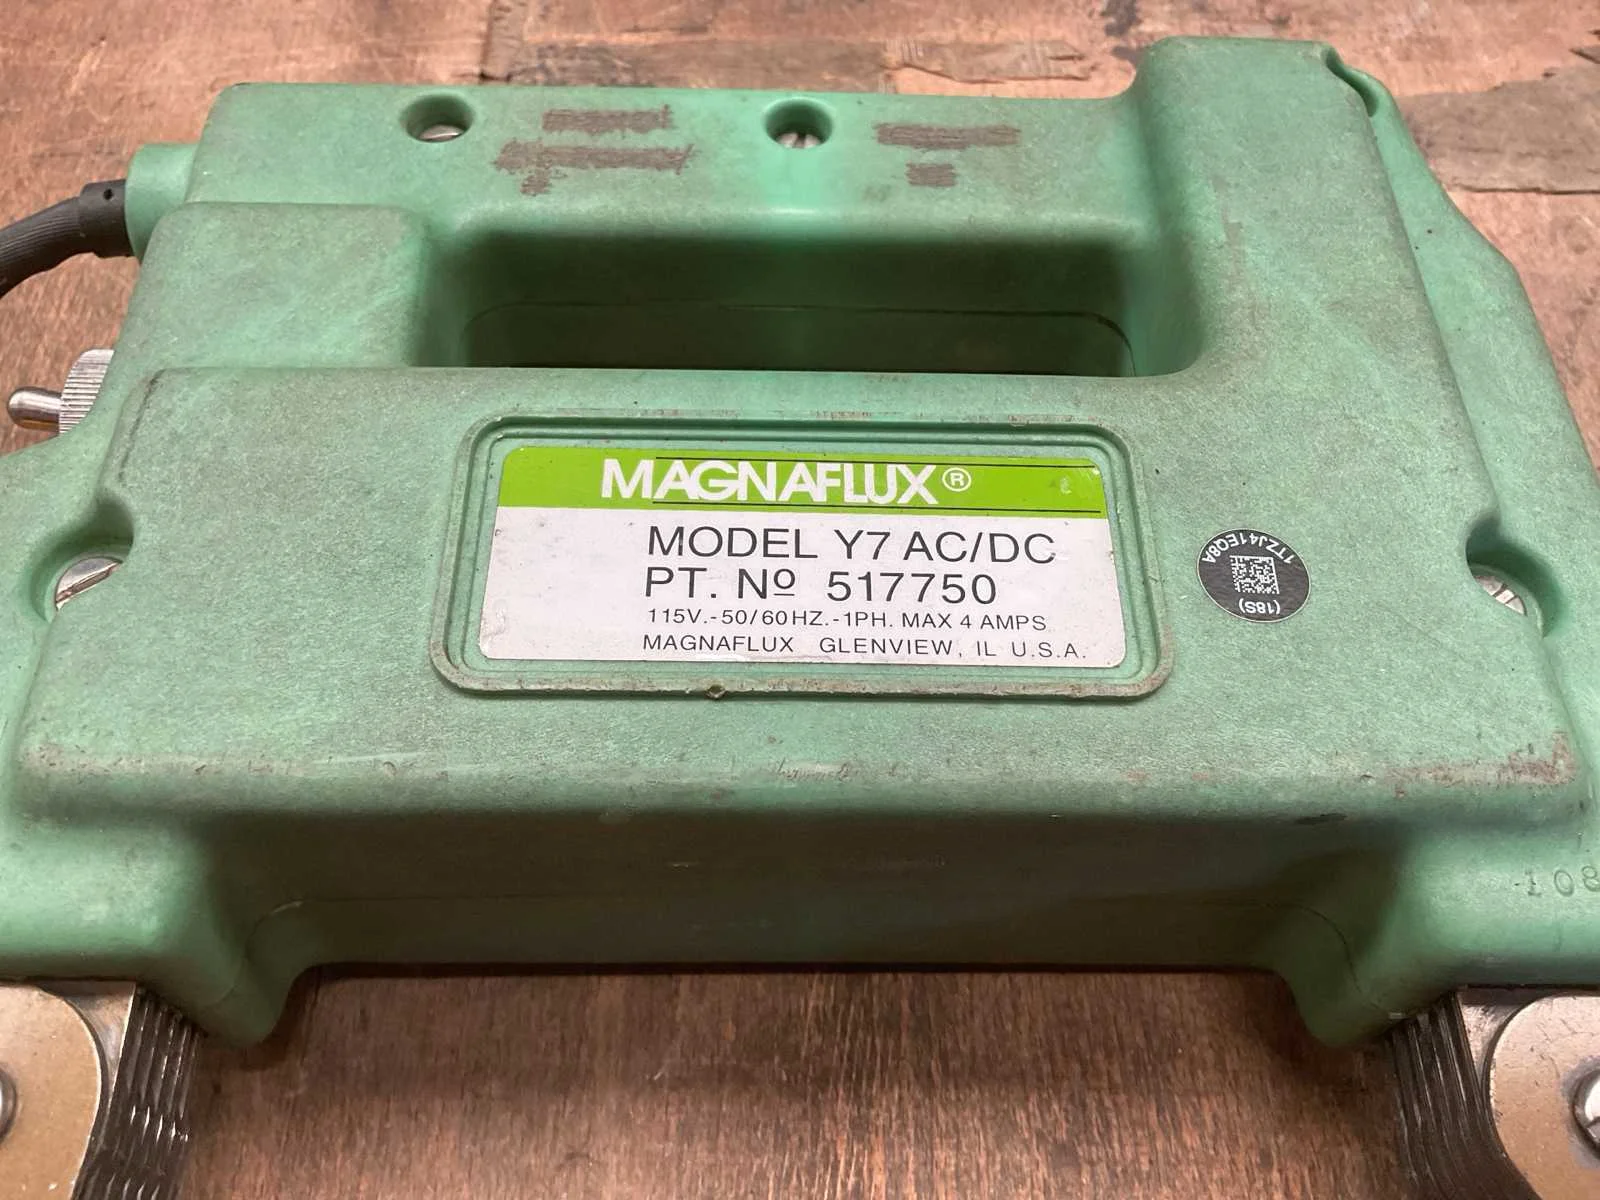 MAGNAFLUX®
MODEL Y7 AC/DC
PT. Nº 517750
115V.-50/60HZ.-1PH. MAX 4 AMPS
MAGNAFLUX GLENVIEW, IL U.S.A.
1TZJ41EQ8A
(18S)
108